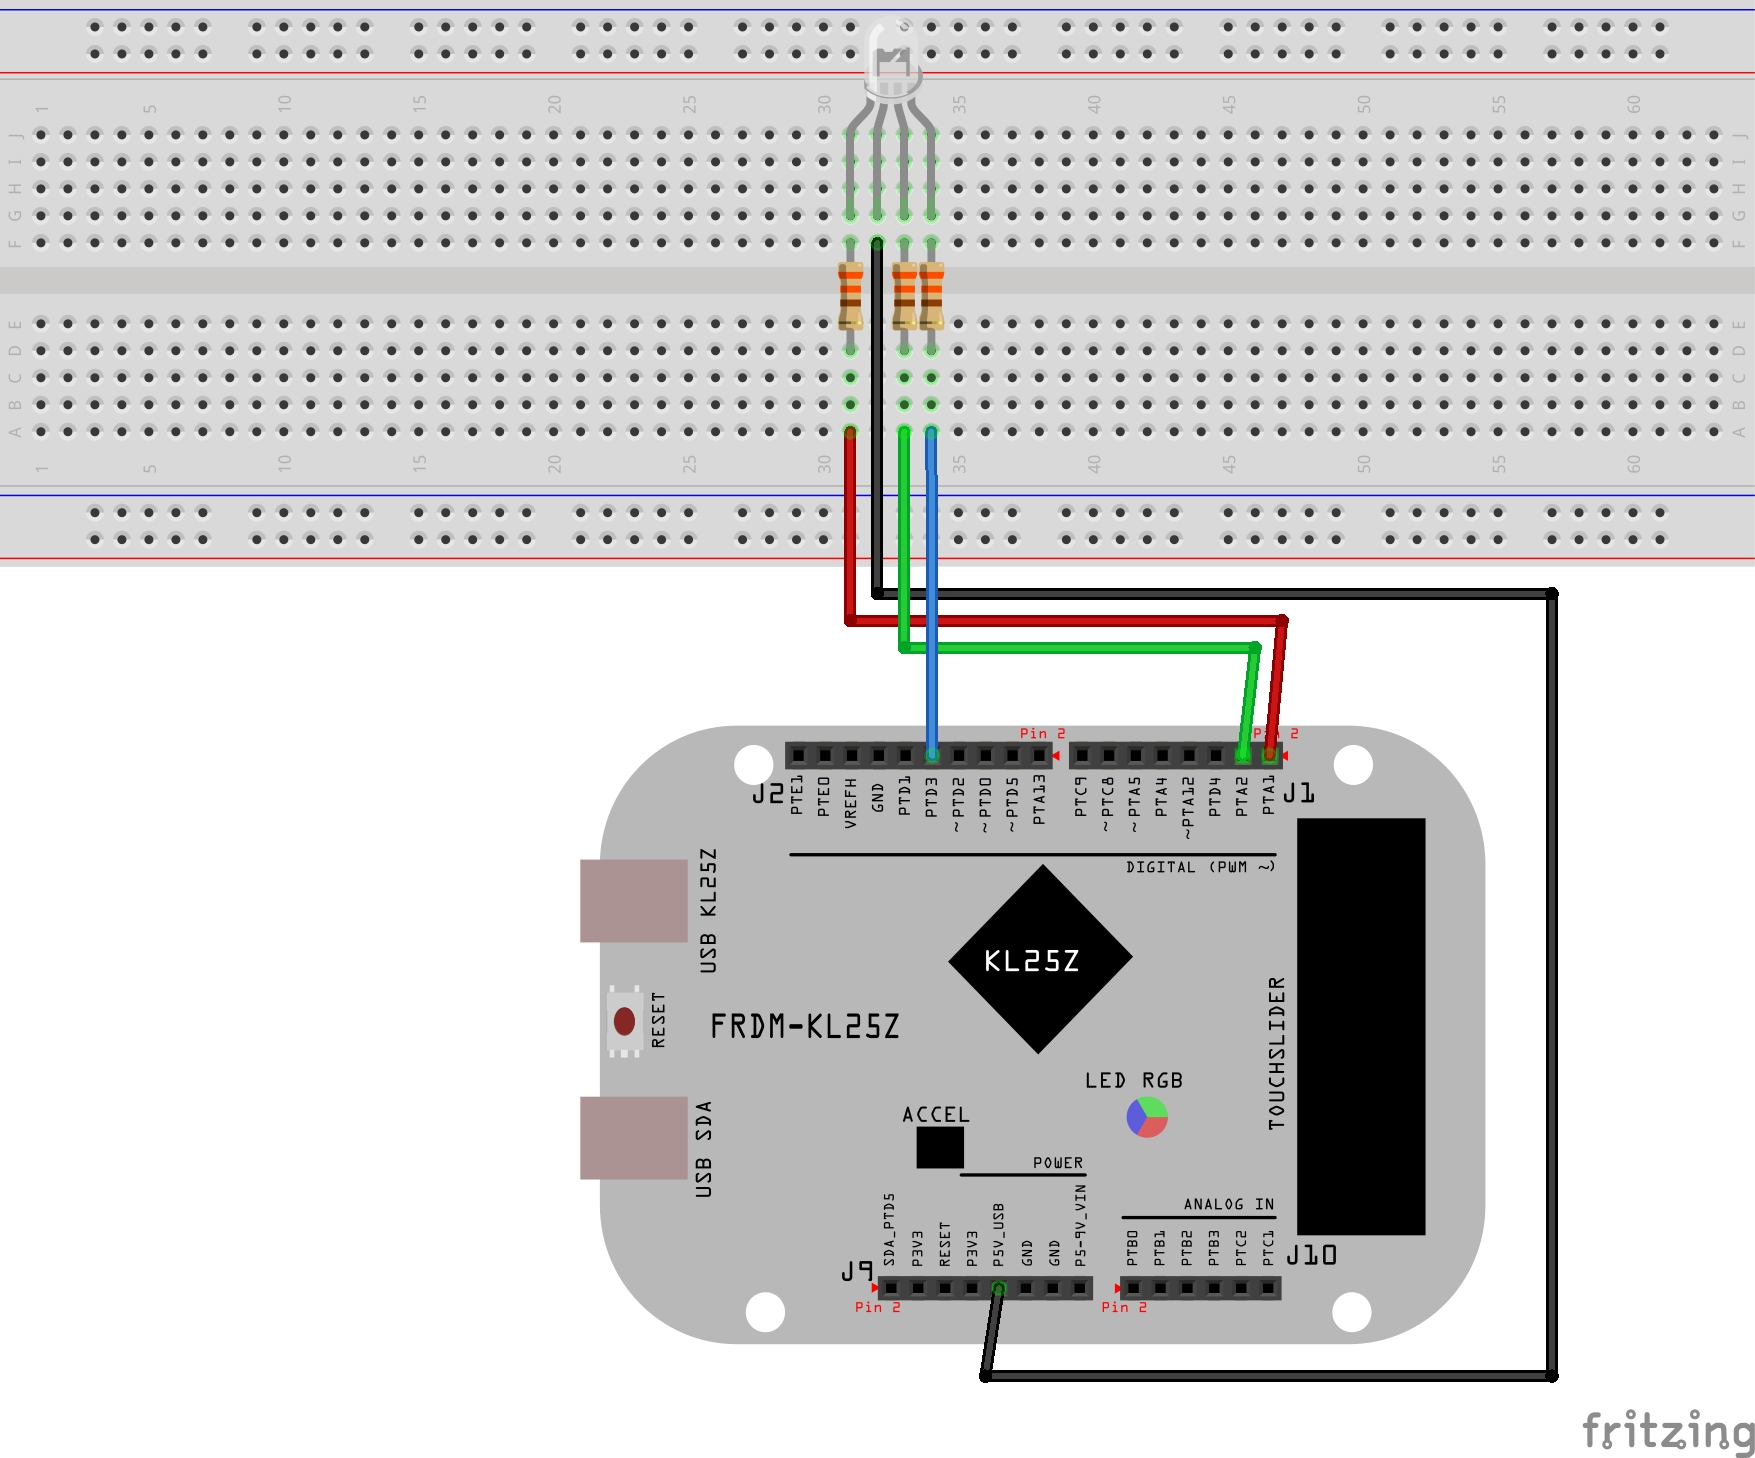 1 5 10 15 20 25 30 35 40 45 50 55 60
J J
I I
H H
G G
F F
E E
D D
C C
B B
A A
1 5 10 15 20 25 30 35 40 45 50 55 60
Pin 2
Pin 2
J2
PTE1
PTE0
VREFH
GND
PTD1
PTD3
~PTD2
~PTD0
~PTD5
PTA13
PTC9
~PTC8
~PTA5
PTA4
~PTA12
PTD4
PTA2
PTA1
J1
DIGITAL (PWM ~)
USB KL25Z
KL25Z
RESET
FRDM-KL25Z
TOUCHSLIDER
LED RGB
ACCEL
USB SDA
POWER
ANALOG IN
SDA_PTD5
P3V3
RESET
P3V3
P5V_USB
GND
GND
P5-9V_VIN
PTB0
PTB1
PTB2
PTB3
PTC2
PTC1
J9
J10
Pin 2
Pin 2
fritzing